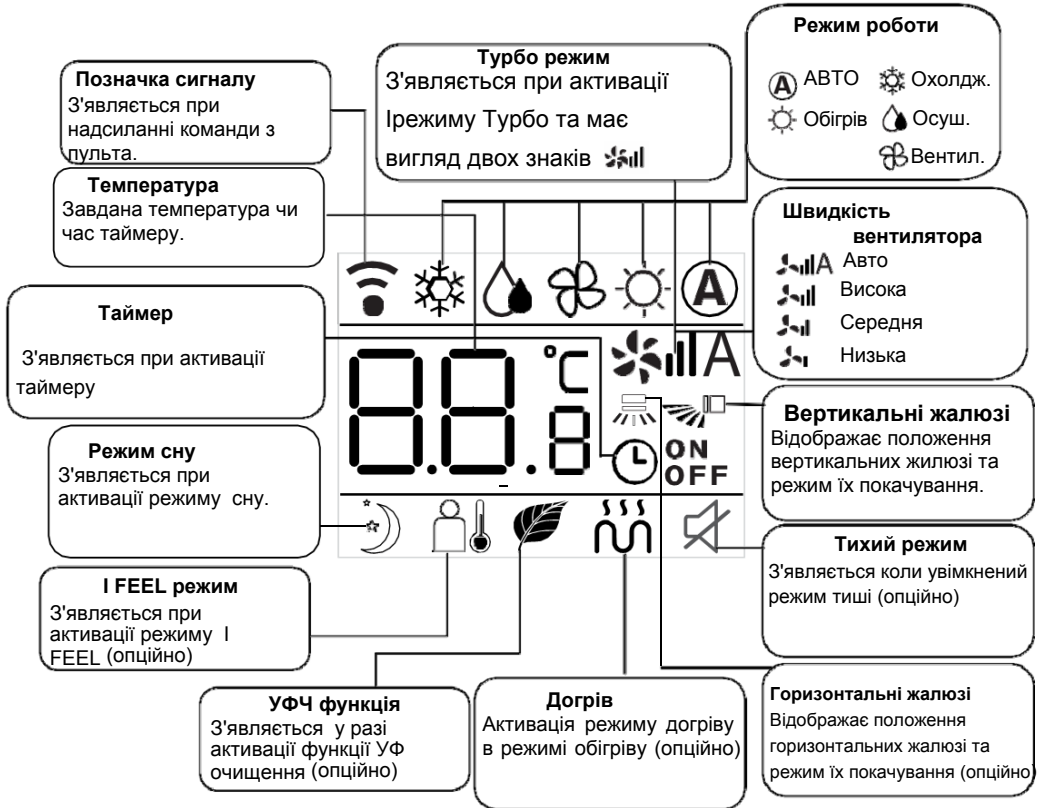 Режим роботи
А АВТО Охолдж.
Обігрів Осуш.
Вентил.
Турбо режим
З'являється при активації
Ірежиму Турбо та має
вигляд двох знаків
Позначка сигналу
З'являється при
надсиланні команди з
пульта.
Температура
Завдана температура чи
час таймеру.
Швидкість
вентилятора
А Авто
Висока
Середня
Низька
Таймер
З'являється при активації
таймеру
A
88.8 °C
A
ON
OFF
Вертикальні жалюзі
Відображає положення
вертикальних жилюзі та
режим їх покачування.
Режим сну
З'являється при
активації режиму сну.
Тихий режим
З'являється коли увімкнений
режим тиші (опційно)
I FEEL режим
З'являється при
активації режиму I
FEEL (опційно)
УФЧ функція
З'являється у разі
активації функції УФ
очищення (опційно)
Догрів
Активація режиму догріву
в режимі обігріву (опційно)
Горизонтальні жалюзі
Відображає положення
горизонтальних жалюзі та
режим їх покачування (опційно)